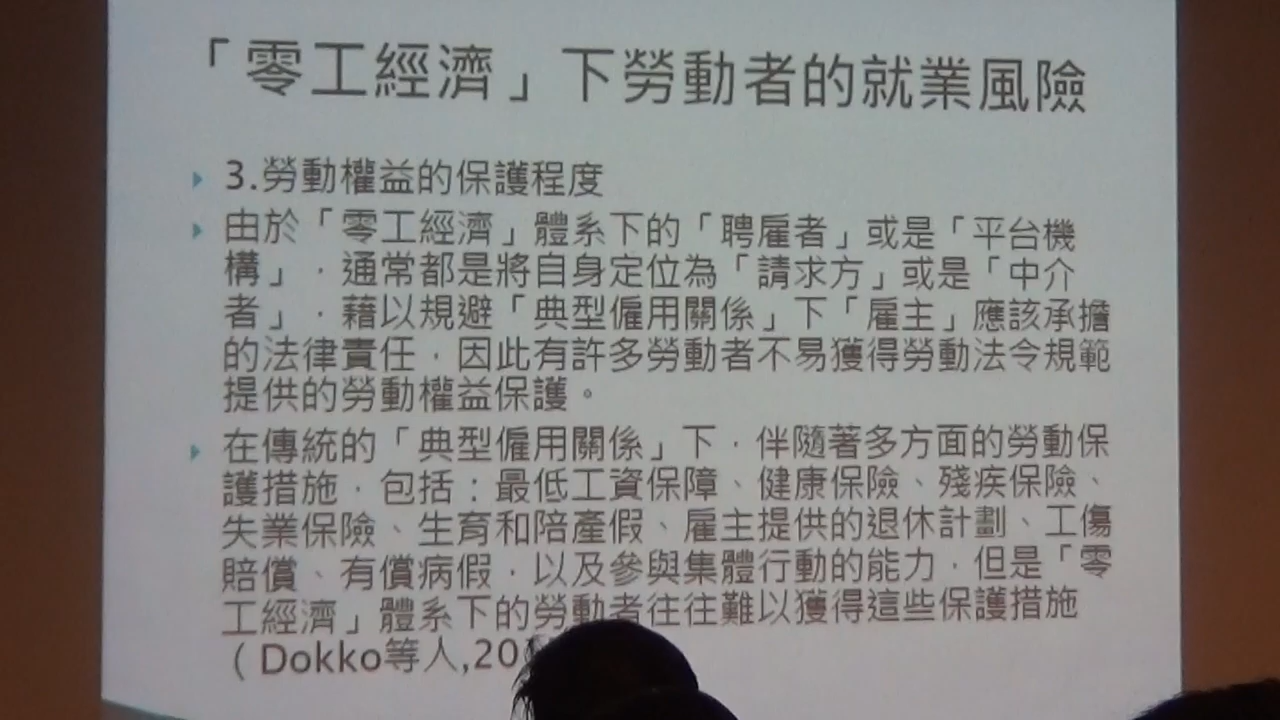 「零工經濟」下勞動者的就業風險
3.勞動權益的保護程度
由於「零工經濟」體系下的「聘雇者」或是「平台機
構」，通常都是將自身定位為「請求方」或是「中介
者」，藉以規避「典型僱用關係」下「雇主」應該承擔
的法律責任，因此有許多勞動者不易獲得勞動法令規範
提供的勞動權益保護。
在傳統的「典型僱用關係」下，伴隨著多方面的勞動保
護措施，包括：最低工資保障、健康保險、殘疾保險、
失業保險、生育和陪產假、雇主提供的退休計劃、工傷
賠償、有償病假，以及參與集體行動的能力，但是「零
工經濟」體系下的勞動者往往難以獲得這些保護措施
（Dokko等人,20